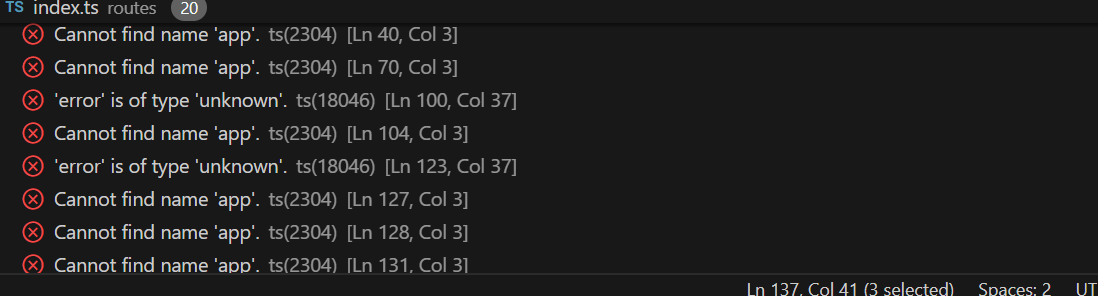 TS index.ts routes 20
Cannot find name 'app'. ts(2304) [Ln 40, Col 3]
Cannot find name 'app'. ts(2304) [Ln 70, Col 3]
'error' is of type 'unknown'. ts(18046) [Ln 100, Col 37]
Cannot find name 'app'. ts(2304) [Ln 104, Col 3]
'error' is of type 'unknown'. ts(18046) [Ln 123, Col 37]
Cannot find name 'app'. ts(2304) [Ln 127, Col 3]
Cannot find name 'app'. ts(2304) [Ln 128, Col 3]
Cannot find name 'app'. ts(2304) [Ln 131, Col 3]
Ln 137, Col 41 (3 selected) Spaces: 2 UT